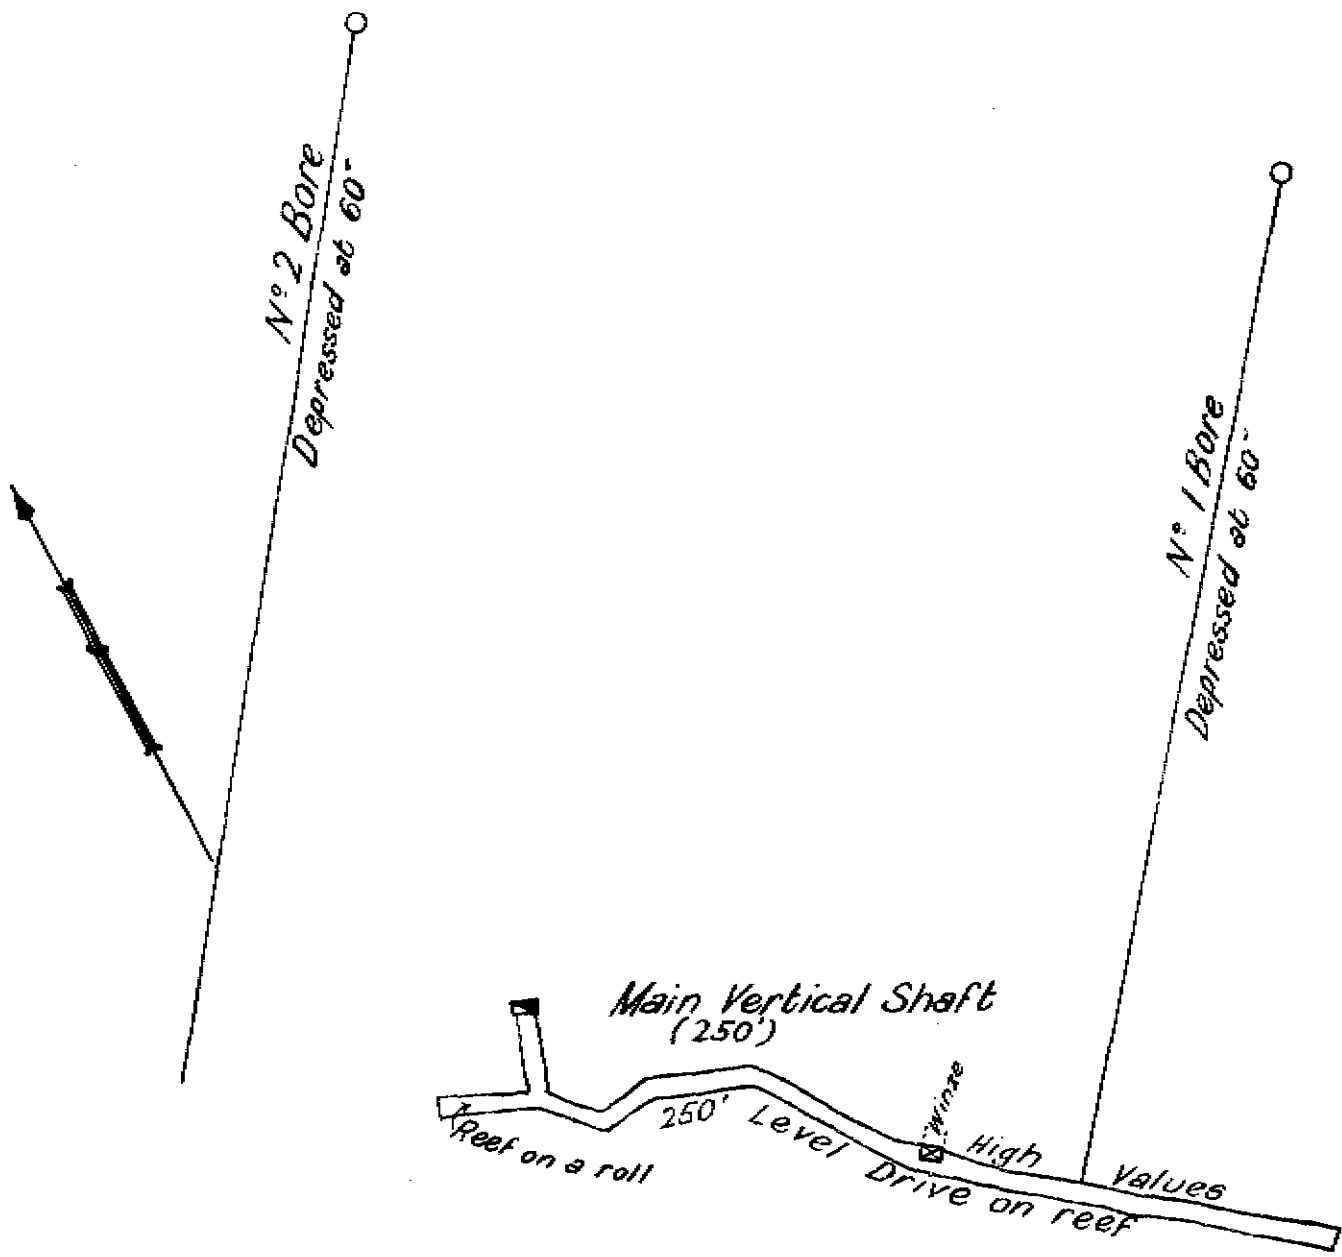 Nº 2 Bore
Depressed at 60°
Nº 1 Bore
Depressed at 60°
Main Vertical Shaft
(250')
Winze
250' Level Drive on reef
High Values
Reef on a roll